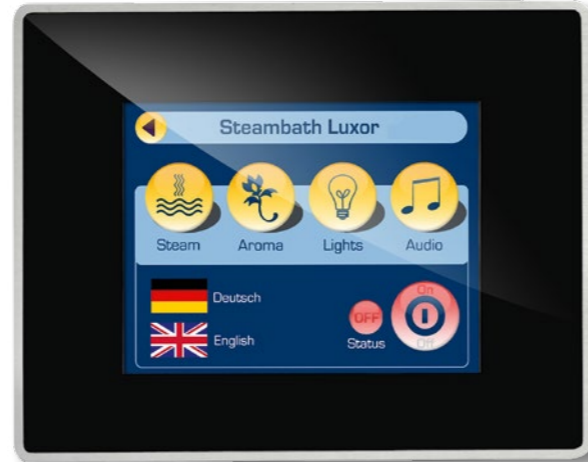 Steambath Luxor
Steam
Aroma
Lights
Audio
Deutsch
English
OFF
Status
On
Off